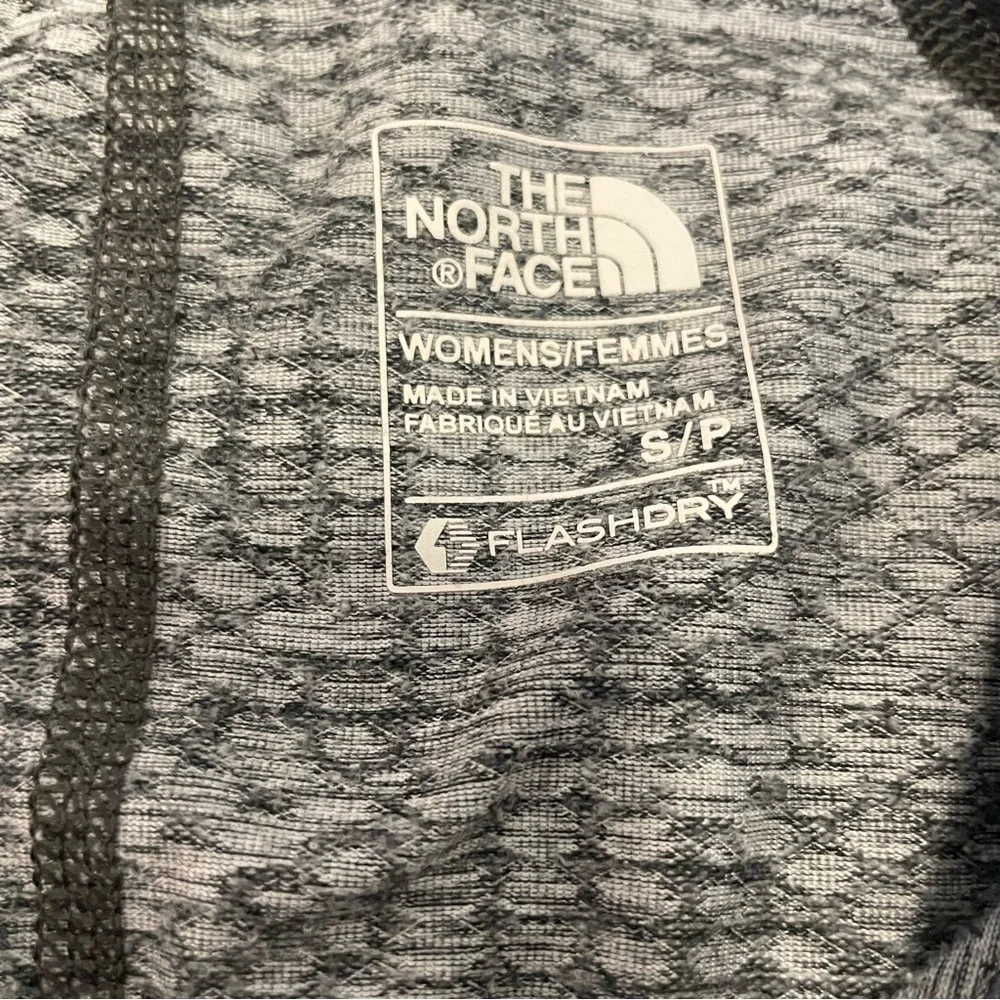 THE
NORTH
®FACE
WOMENS/FEMMES
MADE IN VIETNAM
FABRIQUÉ AU VIETNAM
S/P
FLASHDRY™